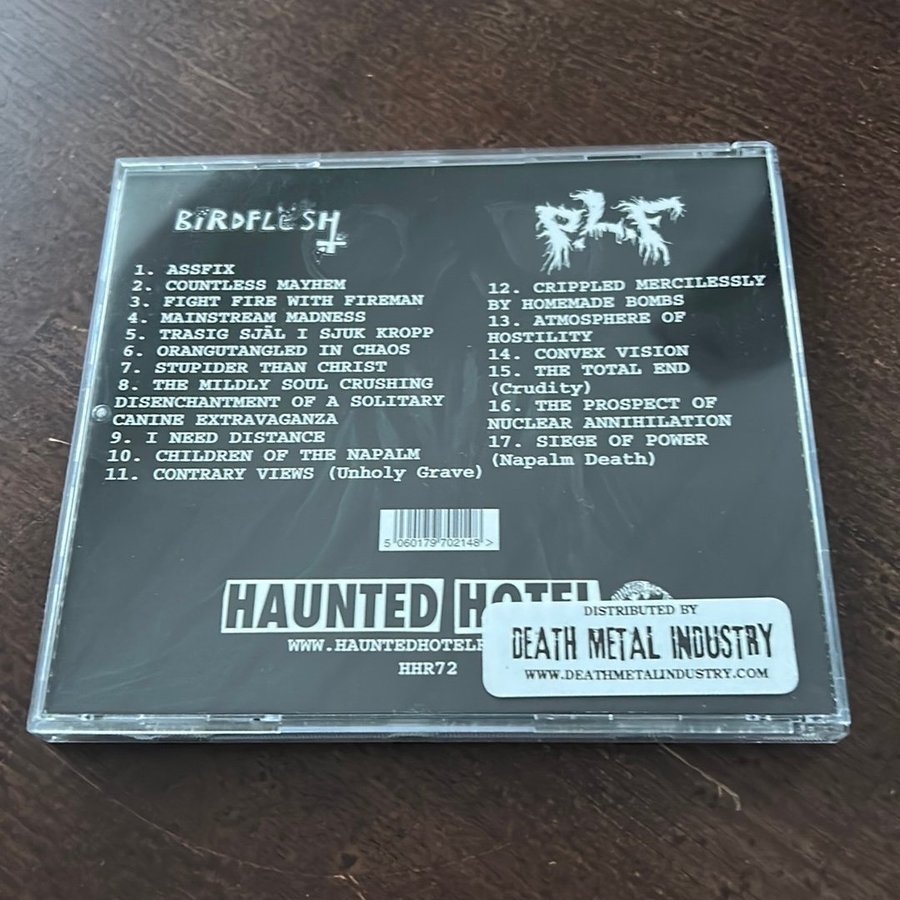 BIRDFLESH
1. ASSFIX
2. COUNTLESS MAYHEM
3. FIGHT FIRE WITH FIREMAN
4. MAINSTREAM MADNESS
5. TRASIG SJÄL I SJUK KROPP
6. ORANGUTANGLED IN CHAOS
7. STUPIDER THAN CHRIST
8. THE MILDLY SOUL CRUSHING
DISENCHANTMENT OF A SOLITARY
CANINE EXTRAVAGANZA
9. I NEED DISTANCE
10. CHILDREN OF THE NAPALM
11. CONTRARY VIEWS (Unholy Grave)
P.L.F
12. CRIPPLED MERCILESSLY
BY HOMEMADE BOMBS
13. ATMOSPHERE OF
HOSTILITY
14. CONVEX VISION
15. THE TOTAL END
(Crudity)
16. THE PROSPECT OF
NUCLEAR ANNIHILATION
17. SIEGE OF POWER
(Napalm Death)
5 060179 702148 >
HAUNTED HOTEL
WWW.HAUNTEDHOTEL
HHR72
DISTRIBUTED BY
DEATH METAL INDUSTRY
WWW.DEATHMETALINDUSTRY.COM